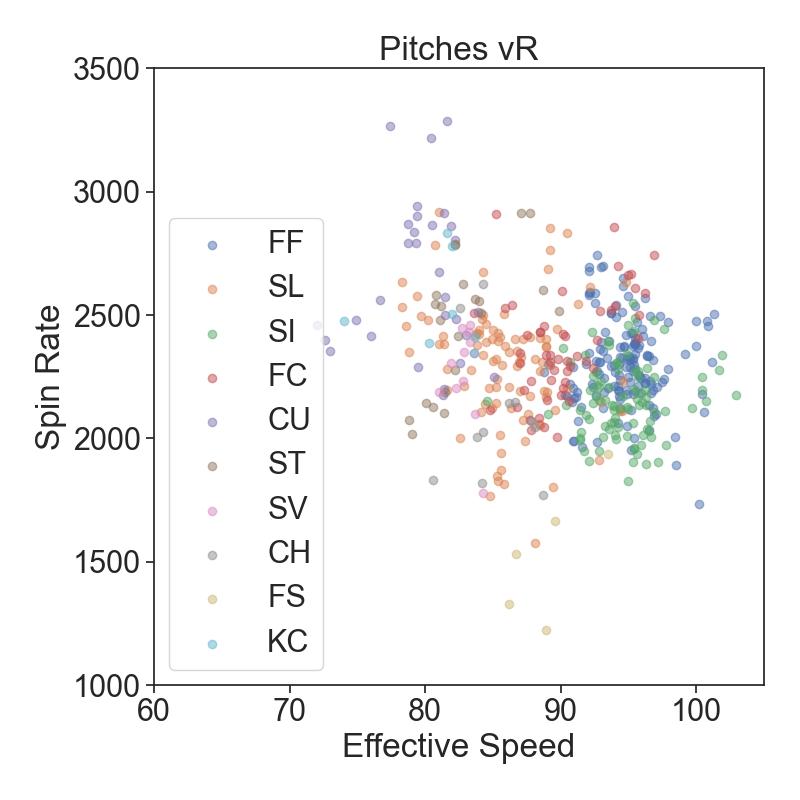 Pitches vR
3500
3000
2500
2000
1500
1000
Spin Rate
FF
SL
SI
FC
CU
ST
SV
CH
FS
KC
60 70 80 90 100
Effective Speed